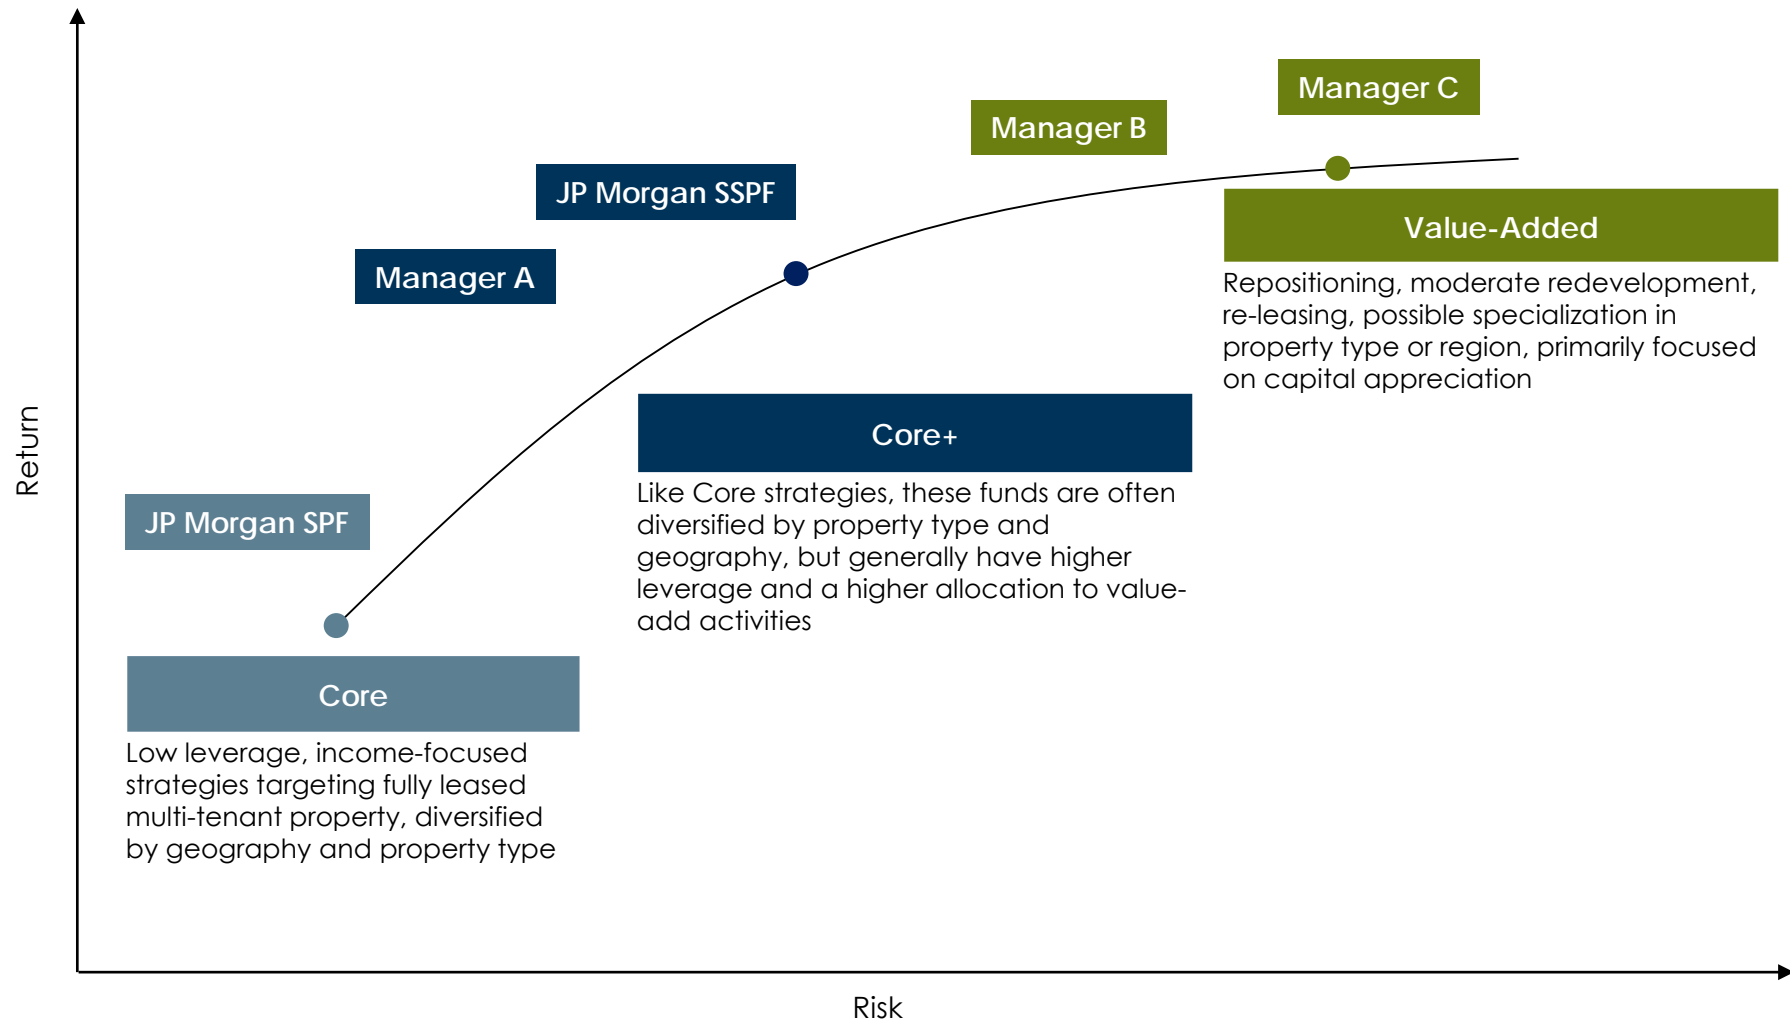 Manager C
Manager B
JP Morgan SSPF
Value-Added
Manager A
Repositioning, moderate redevelopment,
re-leasing, possible specialization in
property type or region, primarily focused
on capital appreciation
Core+
Like Core strategies, these funds are often
diversified by property type and
geography, but generally have higher
leverage and a higher allocation to value-
add activities
Return
JP Morgan SPF
Core
Low leverage, income-focused
strategies targeting fully leased
multi-tenant property, diversified
by geography and property type
Risk